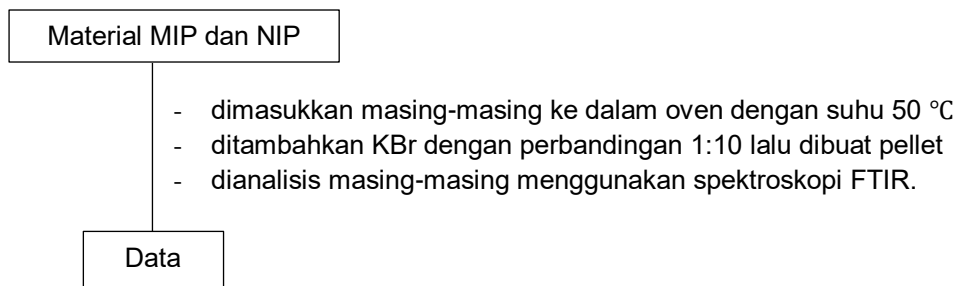 Material MIP dan NIP
- dimasukkan masing-masing ke dalam oven dengan suhu 50 ℃
- ditambahkan KBr dengan perbandingan 1:10 lalu dibuat pellet
- dianalisis masing-masing menggunakan spektroskopi FTIR.
Data